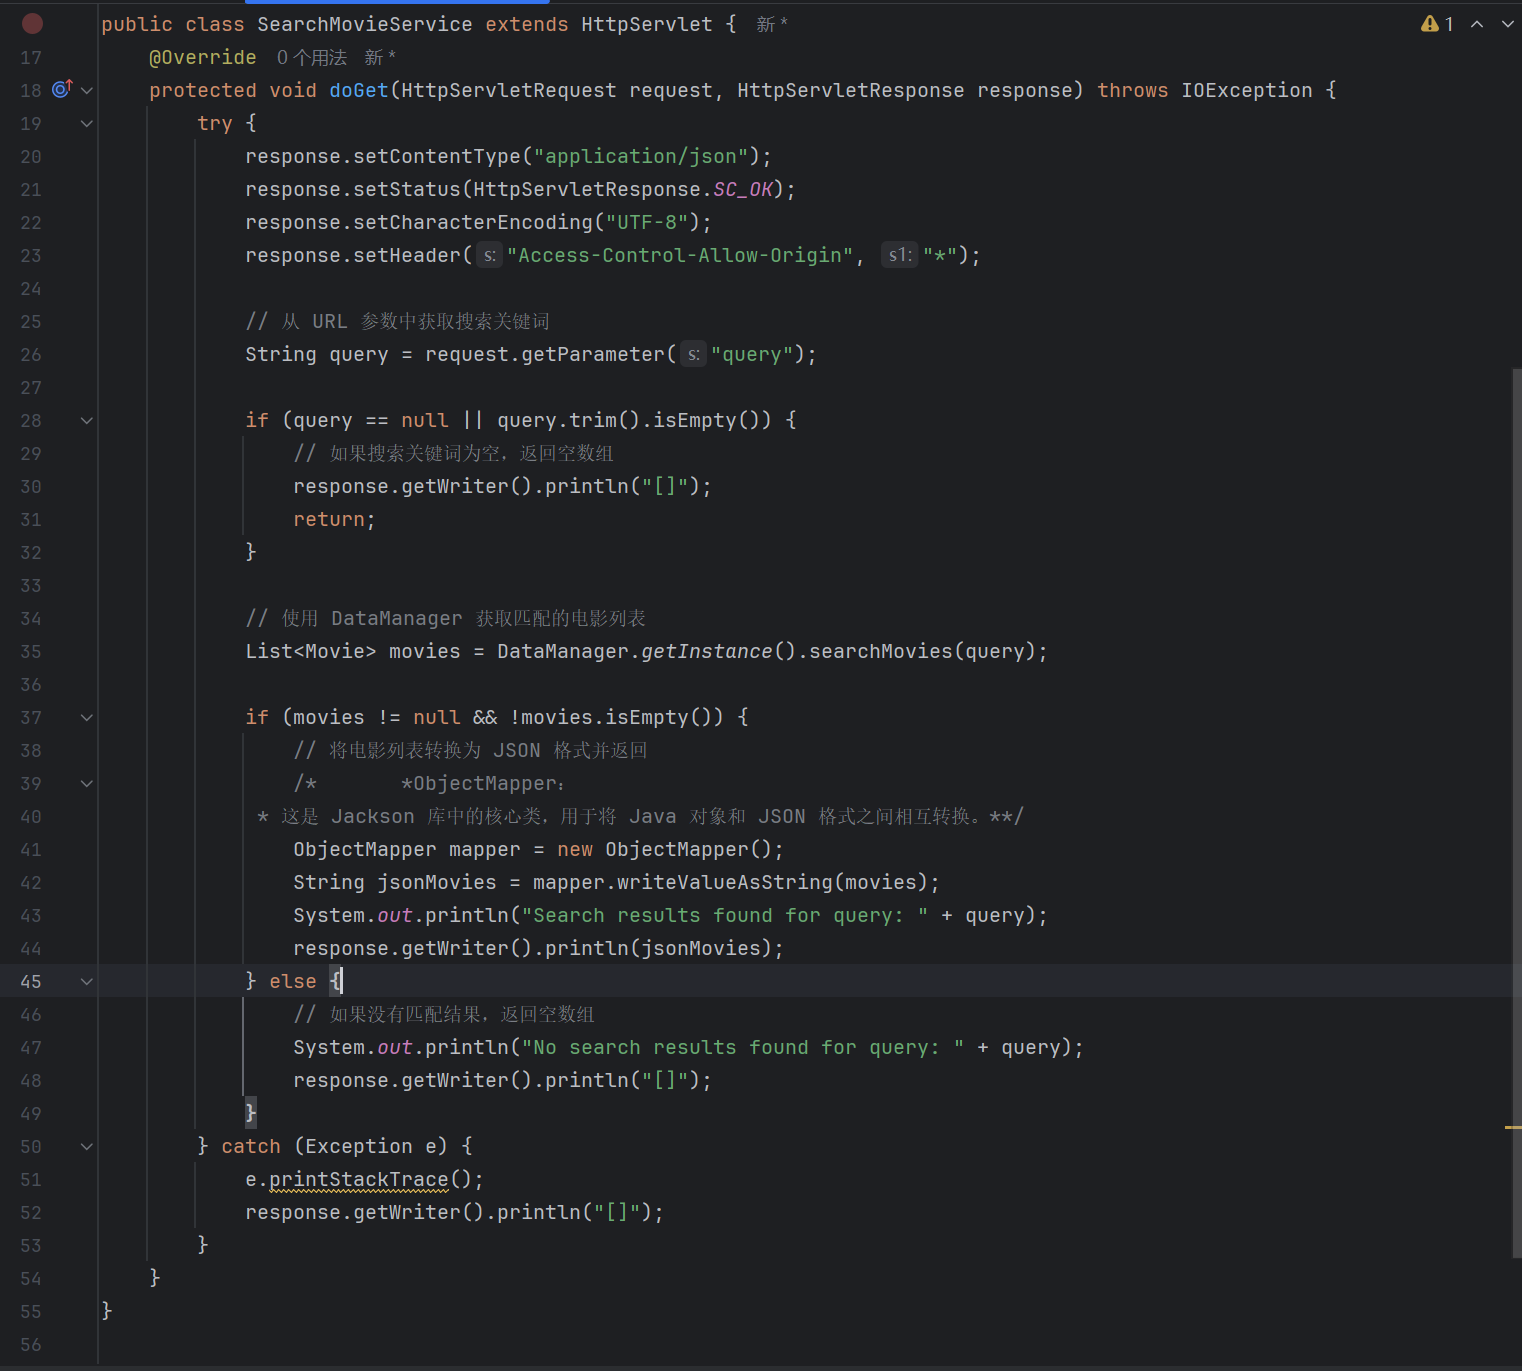 public class SearchMovieService extends HttpServlet { 新 *
1
17 @Override 0 个用法 新 *
18 protected void doGet(HttpServletRequest request, HttpServletResponse response) throws IOException {
19 try {
20 response.setContentType("application/json");
21 response.setStatus(HttpServletResponse.SC_OK);
22 response.setCharacterEncoding("UTF-8");
23 response.setHeader( s: "Access-Control-Allow-Origin", s1: "*");
24
25 // 从 URL 参数中获取搜索关键词
26 String query = request.getParameter( s: "query");
27
28 if (query == null || query.trim().isEmpty()) {
29 // 如果搜索关键词为空，返回空数组
30 response.getWriter().println("[]");
31 return;
32 }
33
34 // 使用 DataManager 获取匹配的电影列表
35 List<Movie> movies = DataManager.getInstance().searchMovies(query);
36
37 if (movies != null && !movies.isEmpty()) {
38 // 将电影列表转换为 JSON 格式并返回
39 /* *ObjectMapper：
40 * 这是 Jackson 库中的核心类，用于将 Java 对象和 JSON 格式之间相互转换。**/
41 ObjectMapper mapper = new ObjectMapper();
42 String jsonMovies = mapper.writeValueAsString(movies);
43 System.out.println("Search results found for query: " + query);
44 response.getWriter().println(jsonMovies);
45 } else {
46 // 如果没有匹配结果，返回空数组
47 System.out.println("No search results found for query: " + query);
48 response.getWriter().println("[]");
49 }
50 } catch (Exception e) {
51 e.printStackTrace();
52 response.getWriter().println("[]");
53 }
54 }
55 }
56